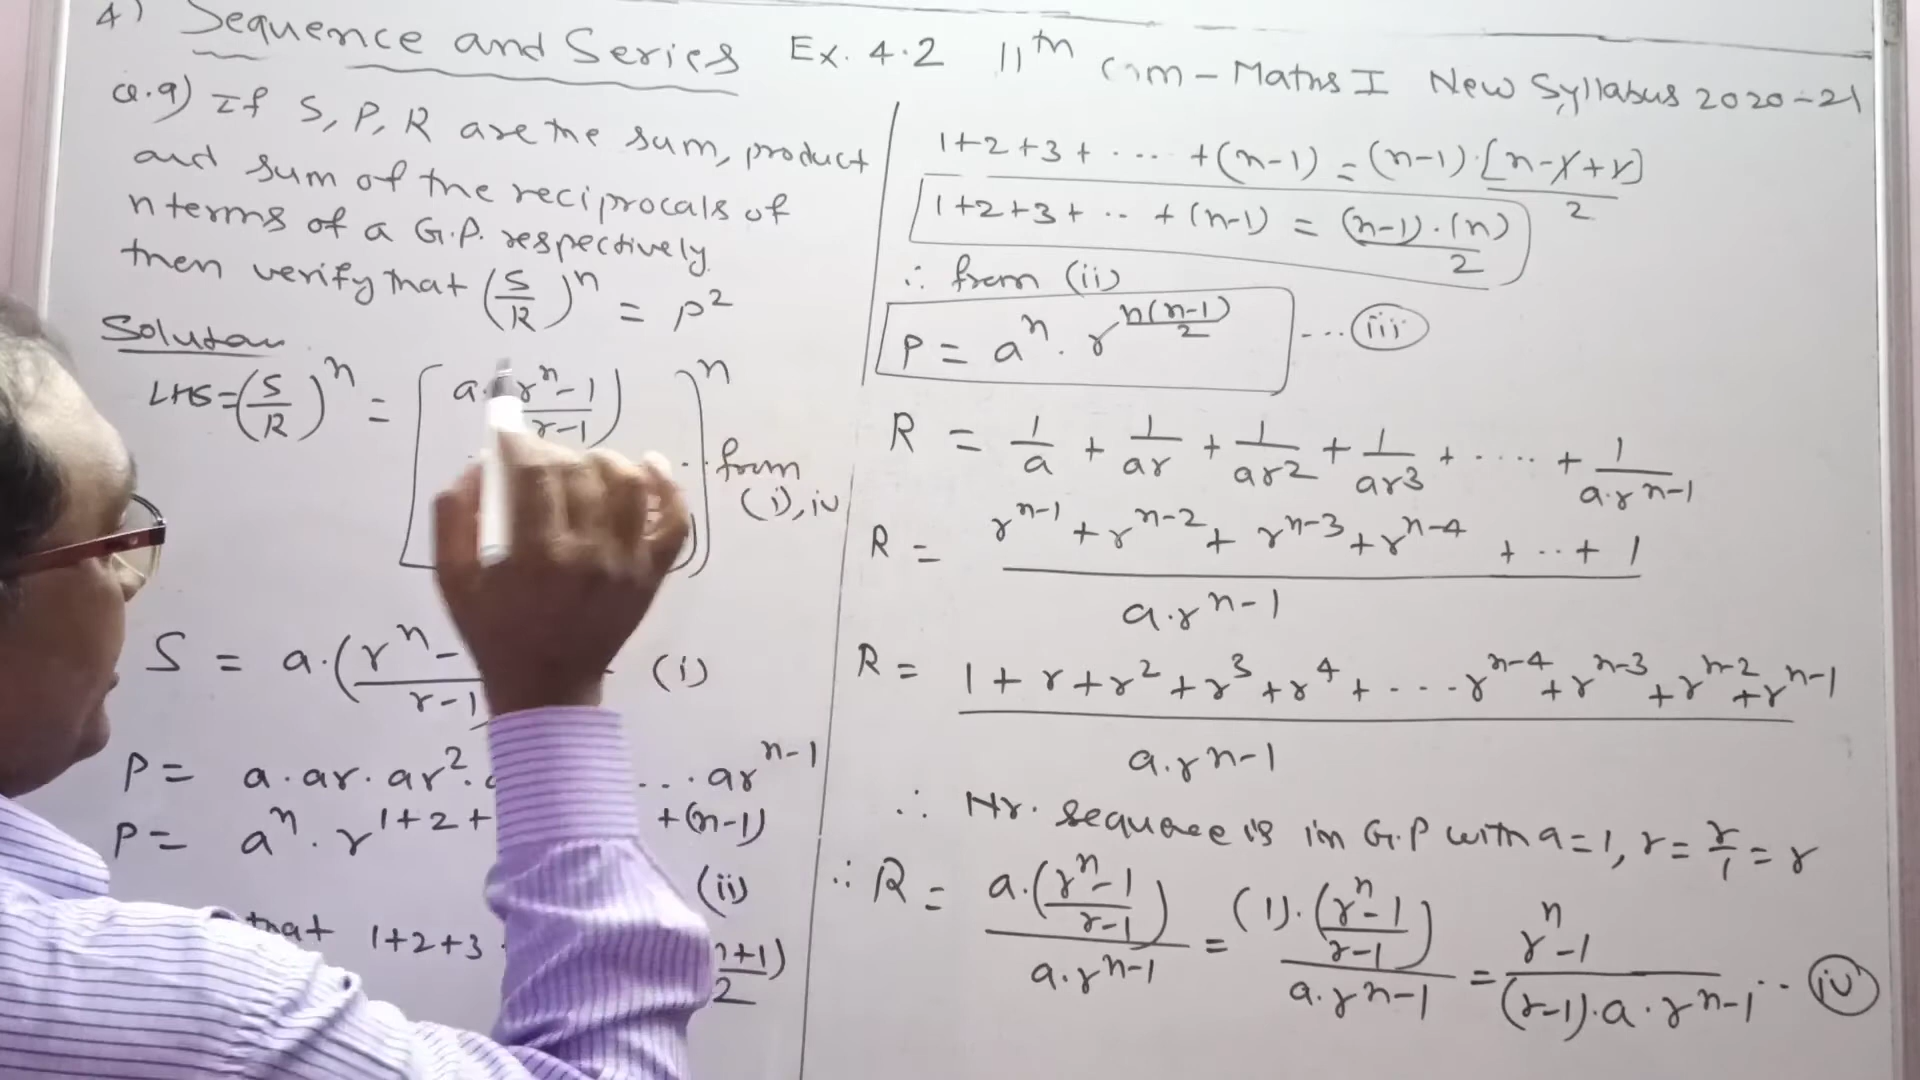 4) Sequence and Series Ex. 4.2 11th Com - Maths I New Syllabus 2020-21
Q.9) If S, P, R are the sum, product
and sum of the reciprocals of
n terms of a G.P. respectively
then verify that (S/R)^n = P^2
Solution
LHS = (S/R)^n = [a.(r^n-1/r-1) ]^n .. from
(i), iv
S = a.(r^n - / r-1 (i)
P = a.ar.ar^2. ...ar^n-1
P = a^n . r^1+2+ +(n-1)
(ii)
that 1+2+3 n+1)/2
1+2+3+ .... +(n-1) = (n-1).[n-1+1]/2
1+2+3+ .. +(n-1) = (n-1).(n)/2
∴ from (ii)
P = a^n . r^n(n-1)/2 ... (iii)
R = 1/a + 1/ar + 1/ar2 + 1/ar3 + .... + 1/a.r^n-1
R = r^n-1 + r^n-2 + r^n-3 + r^n-4 + .. + 1
a.r^n-1
R = 1 + r + r^2 + r^3 + r^4 + ....r^n-4 + r^n-3 + r^n-2 + r^n-1
a.r^n-1
∴ Nr. sequence is in G.P with a=1, r = r/1 = r
∴ R = a.(r^n-1/r-1)/a.r^n-1 = (1).(r^n-1/r-1)/a.r^n-1 = r^n-1/(r-1).a.r^n-1 .. (iv)